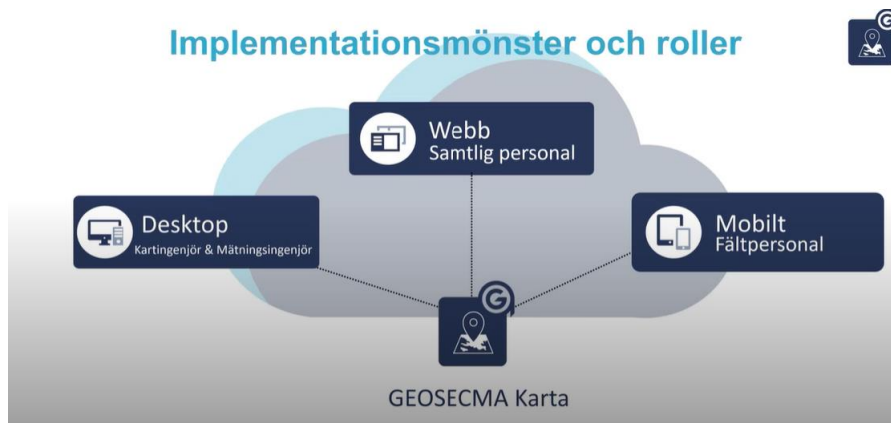 Implementationsmönster och roller
G
Webb
Samtlig personal
Desktop
Kartingenjör & Mätningsingenjör
Mobilt
Fältpersonal
G
GEOSECMA Karta